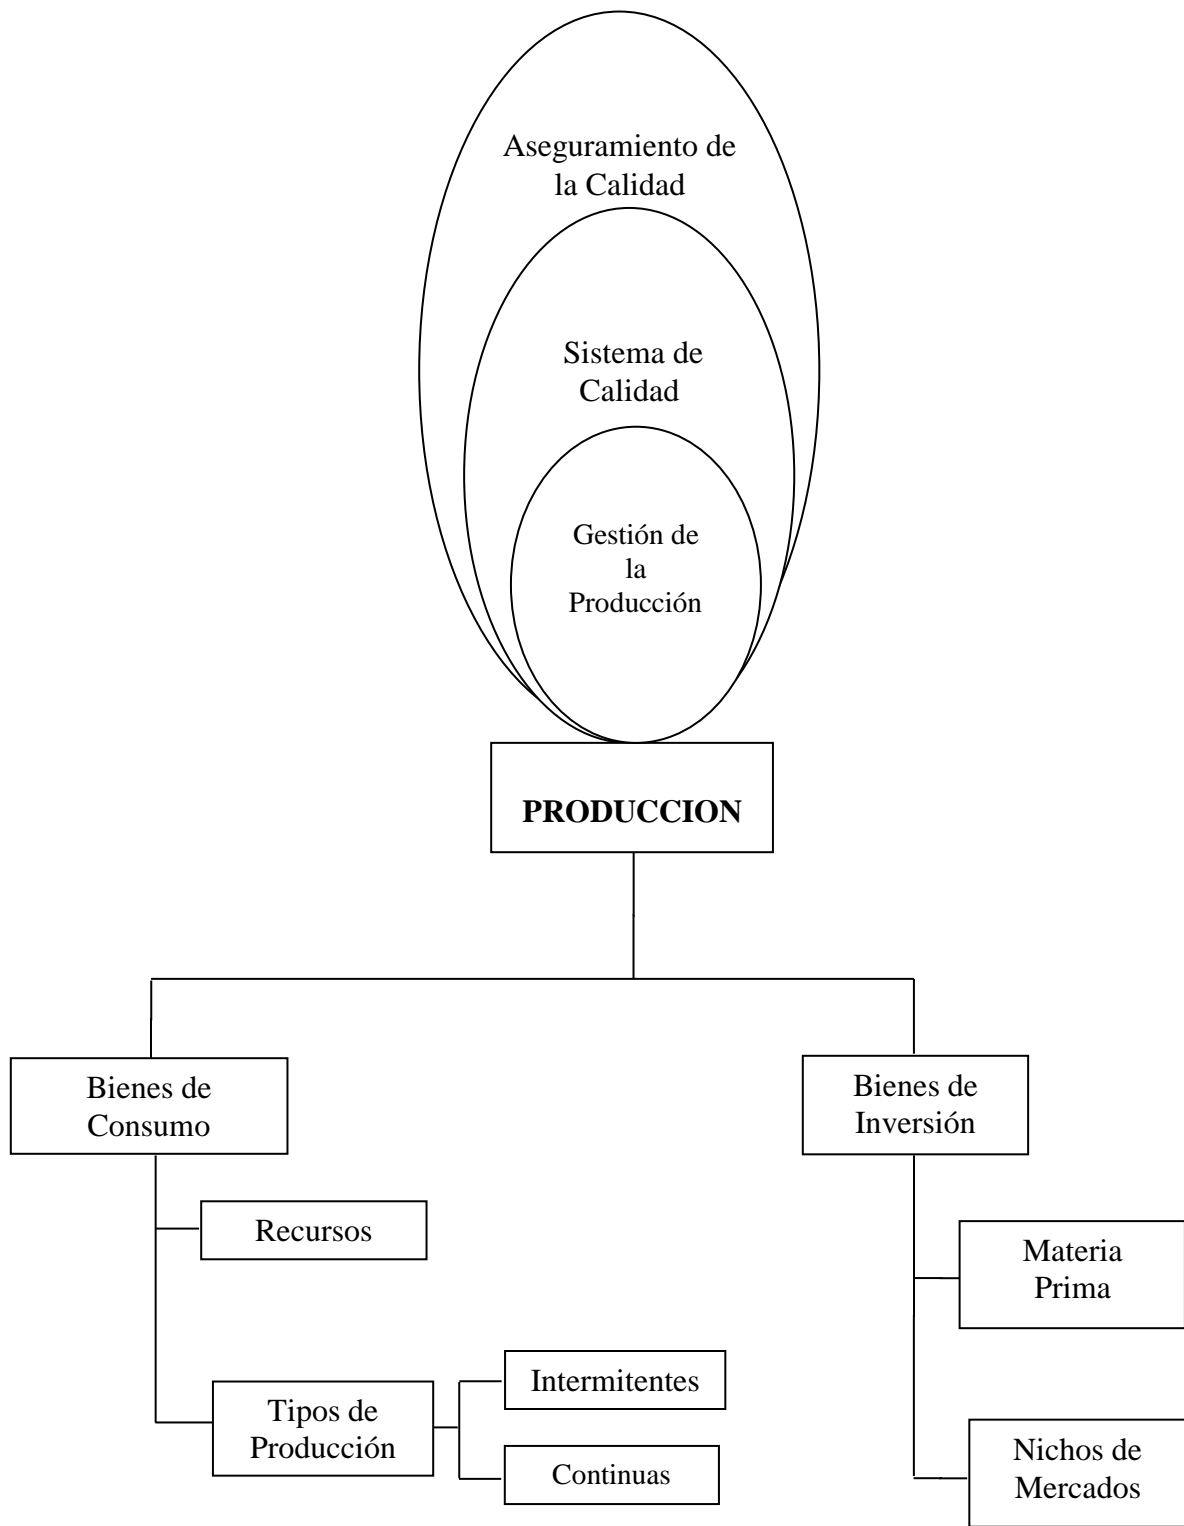 Aseguramiento de
la Calidad
Sistema de
Calidad
Gestión de
la
Producción
PRODUCCION
Bienes de
Consumo
Recursos
Tipos de
Producción
Intermitentes
Continuas
Bienes de
Inversión
Materia
Prima
Nichos de
Mercados